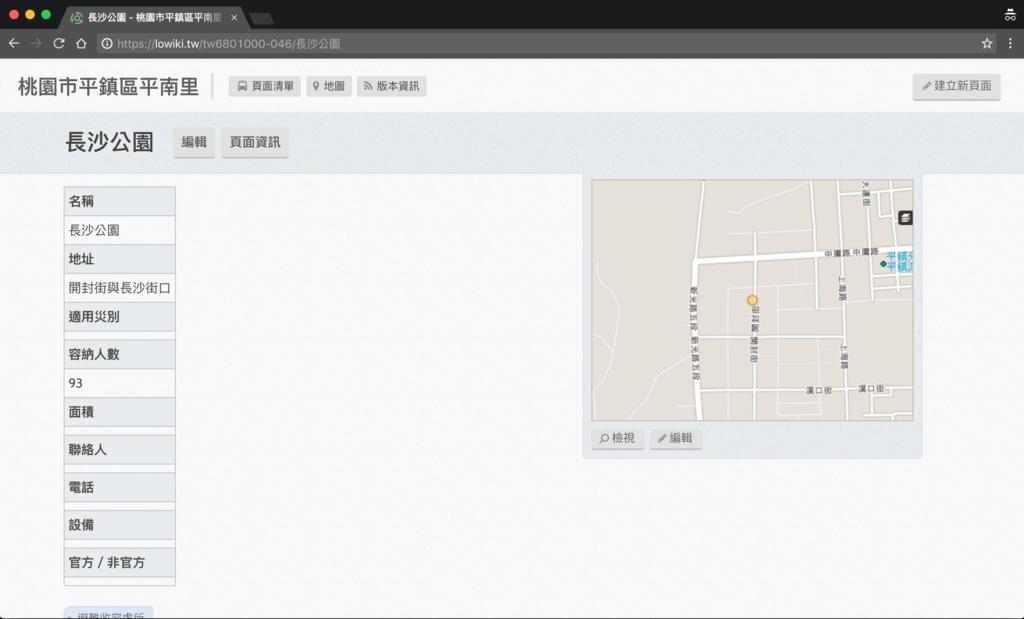 長沙公園 - 桃園市平鎮區平南里
https://lowiki.tw/tw6801000-046/長沙公園
桃園市平鎮區平南里
頁面清單
地圖
版本資訊
建立新頁面
長沙公園
編輯
頁面資訊
名稱
長沙公園
地址
開封街與長沙街口
適用災別
容納人數
93
面積
聯絡人
電話
設備
官方 / 非官方
避難收容處所
大連街
中庸路 中庸路
平鎮
平鎮
上海路
新光路五段 新光路五段
開封街 開封街
上海路
漢口街
漢口街
檢視
編輯